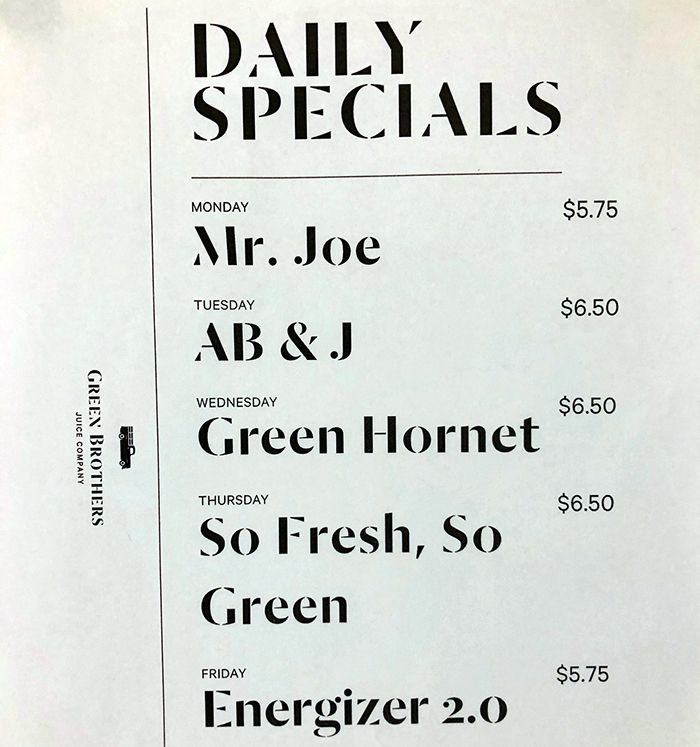 DAILY
SPECIALS
MONDAY
$5.75
Mr. Joe
TUESDAY
$6.50
AB & J
WEDNESDAY
$6.50
Green Hornet
THURSDAY
$6.50
So Fresh, So
Green
FRIDAY
$5.75
Energizer 2.0
GREEN BROTHERS
JUICE COMPANY